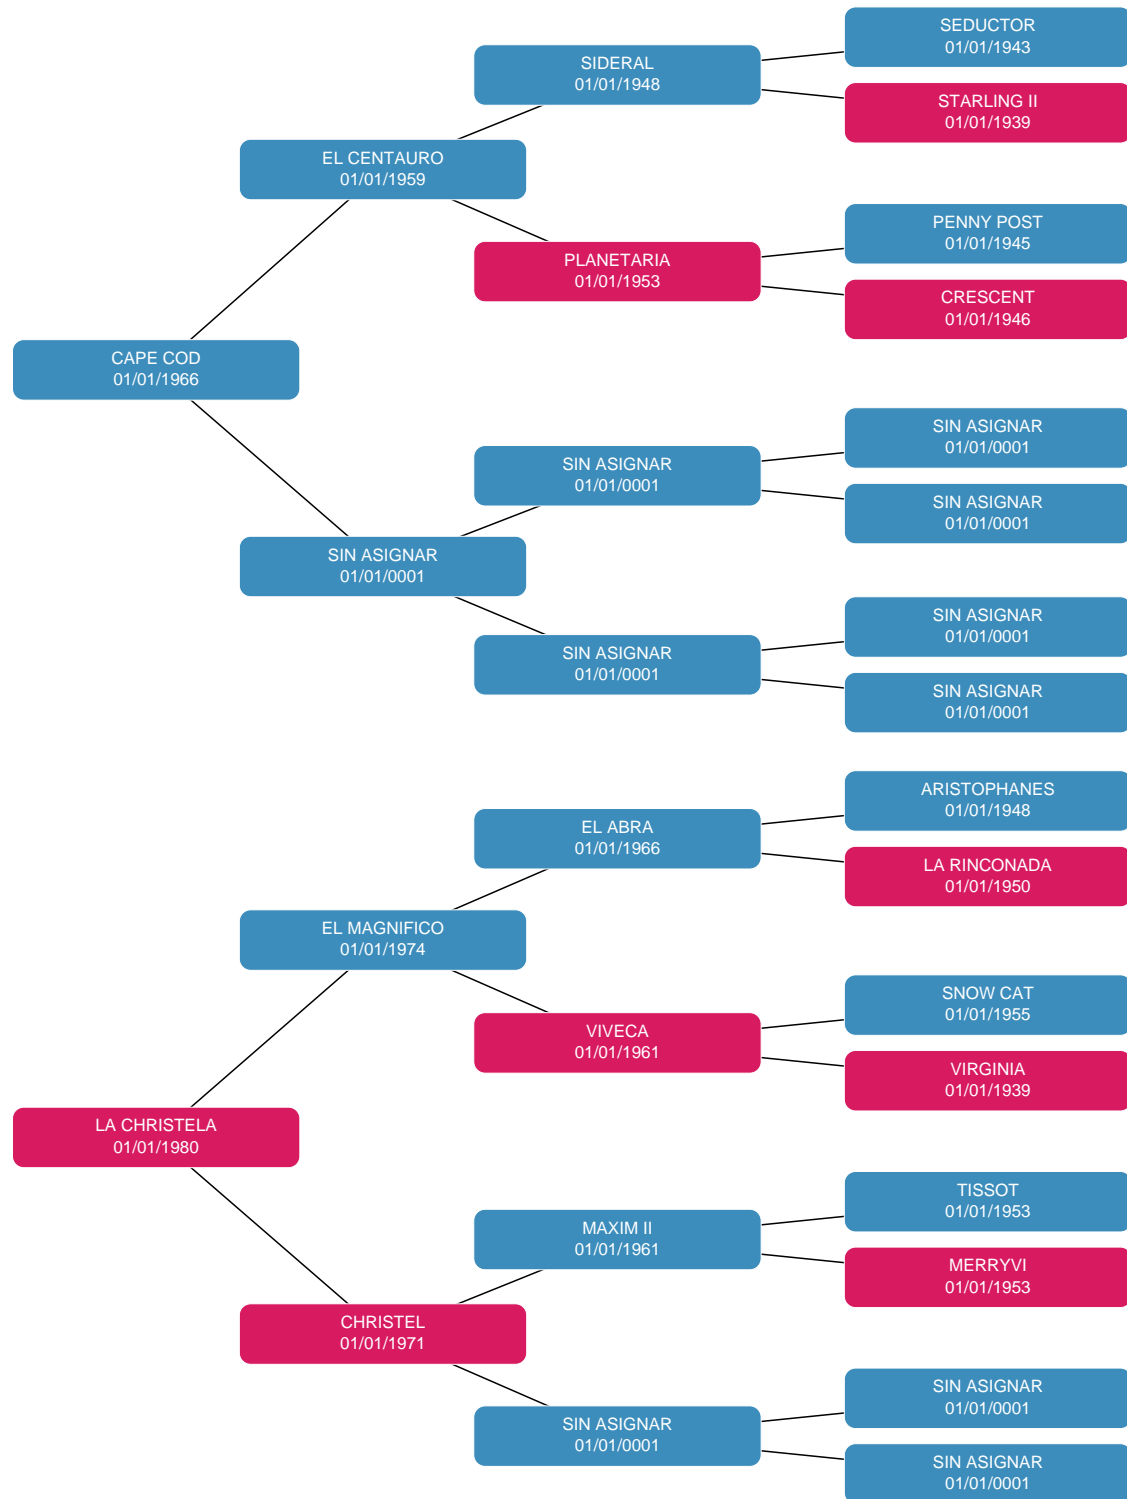 SEDUCTOR
01/01/1943
SIDERAL
01/01/1948
STARLING II
01/01/1939
EL CENTAURO
01/01/1959
PENNY POST
01/01/1945
PLANETARIA
01/01/1953
CRESCENT
01/01/1946
CAPE COD
01/01/1966
SIN ASIGNAR
01/01/0001
SIN ASIGNAR
01/01/0001
SIN ASIGNAR
01/01/0001
SIN ASIGNAR
01/01/0001
SIN ASIGNAR
01/01/0001
SIN ASIGNAR
01/01/0001
SIN ASIGNAR
01/01/0001
ARISTOPHANES
01/01/1948
EL ABRA
01/01/1966
LA RINCONADA
01/01/1950
EL MAGNIFICO
01/01/1974
SNOW CAT
01/01/1955
VIVECA
01/01/1961
VIRGINIA
01/01/1939
LA CHRISTELA
01/01/1980
TISSOT
01/01/1953
MAXIM II
01/01/1961
MERRYVI
01/01/1953
CHRISTEL
01/01/1971
SIN ASIGNAR
01/01/0001
SIN ASIGNAR
01/01/0001
SIN ASIGNAR
01/01/0001